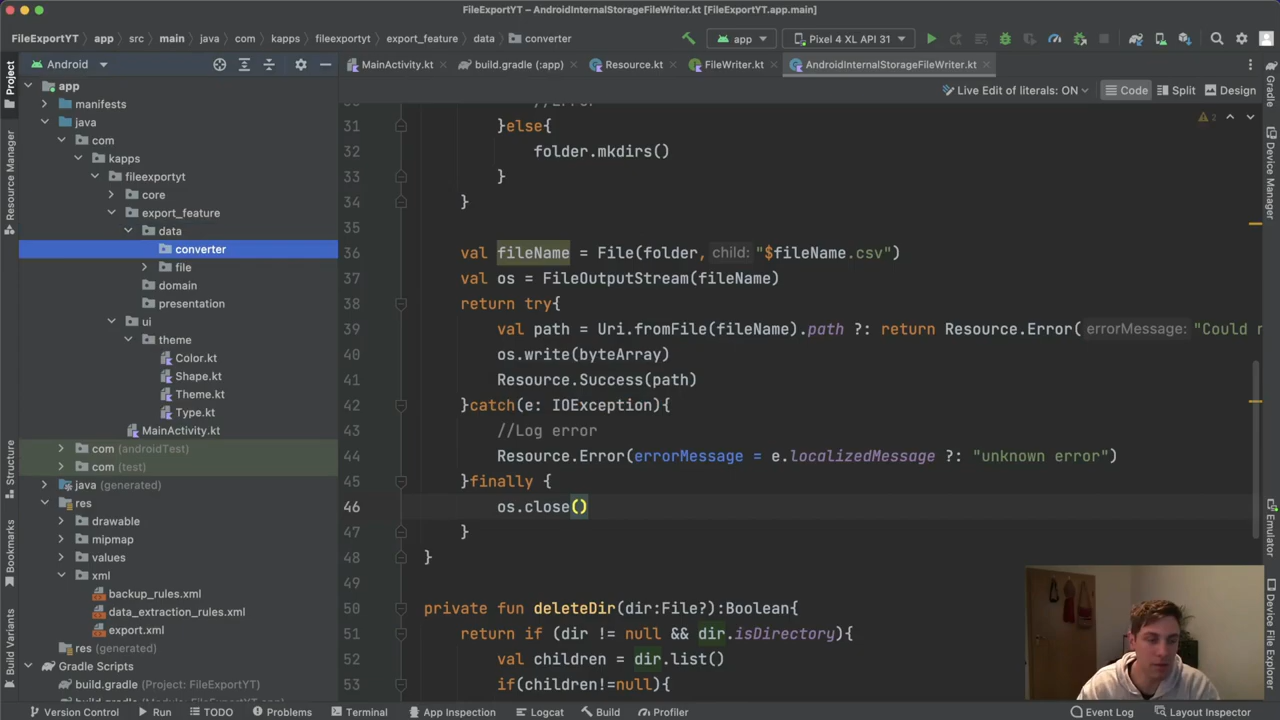 FileExportYT – AndroidInternalStorageFileWriter.kt [FileExportYT.app.main]
FileExportYT
app
src
main
java
com
kapps
fileexportyt
export_feature
data
converter
app
Pixel 4 XL API 31
Project
Resource Manager
Structure
Bookmarks
Build Variants
Android
MainActivity.kt
build.gradle (:app)
Resource.kt
FileWriter.kt
AndroidInternalStorageFileWriter.kt
Live Edit of literals: ON
Code
Split
Design
2
app
manifests
java
com
kapps
fileexportyt
core
export_feature
data
converter
file
domain
presentation
ui
theme
Color.kt
Shape.kt
Theme.kt
Type.kt
MainActivity.kt
com (androidTest)
com (test)
java (generated)
res
drawable
mipmap
values
xml
backup_rules.xml
data_extraction_rules.xml
export.xml
res (generated)
Gradle Scripts
build.gradle (Project: FileExportYT)
30 //Error
31 }else{
32 folder.mkdirs()
33 }
34 }
35
36 val fileName = File(folder, child: "$fileName.csv")
37 val os = FileOutputStream(fileName)
38 return try{
39 val path = Uri.fromFile(fileName).path ?: return Resource.Error( errorMessage: "Could
40 os.write(byteArray)
41 Resource.Success(path)
42 }catch(e: IOException){
43 //Log error
44 Resource.Error(errorMessage = e.localizedMessage ?: "unknown error")
45 }finally {
46 os.close()
47 }
48 }
49
50 private fun deleteDir(dir:File?):Boolean{
51 return if (dir != null && dir.isDirectory){
52 val children = dir.list()
53 if(children!=null){
Gradle
Device Manager
Emulator
Device File Explorer
Version Control
Run
TODO
Problems
Terminal
App Inspection
Logcat
Build
Profiler
Event Log
Layout Inspector